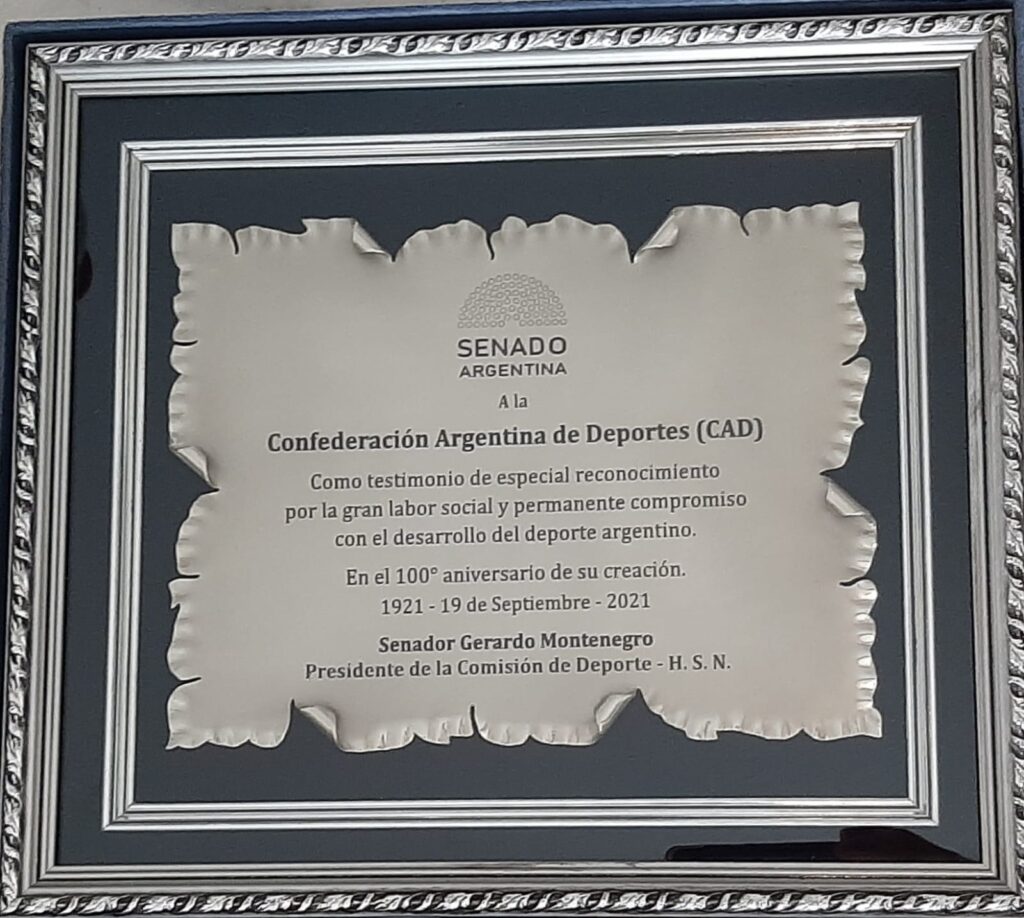 SENADO
ARGENTINA
A la
Confederación Argentina de Deportes (CAD)
Como testimonio de especial reconocimiento
por la gran labor social y permanente compromiso
con el desarrollo del deporte argentino.
En el 100° aniversario de su creación.
1921 - 19 de Septiembre - 2021
Senador Gerardo Montenegro
Presidente de la Comisión de Deporte - H. S. N.